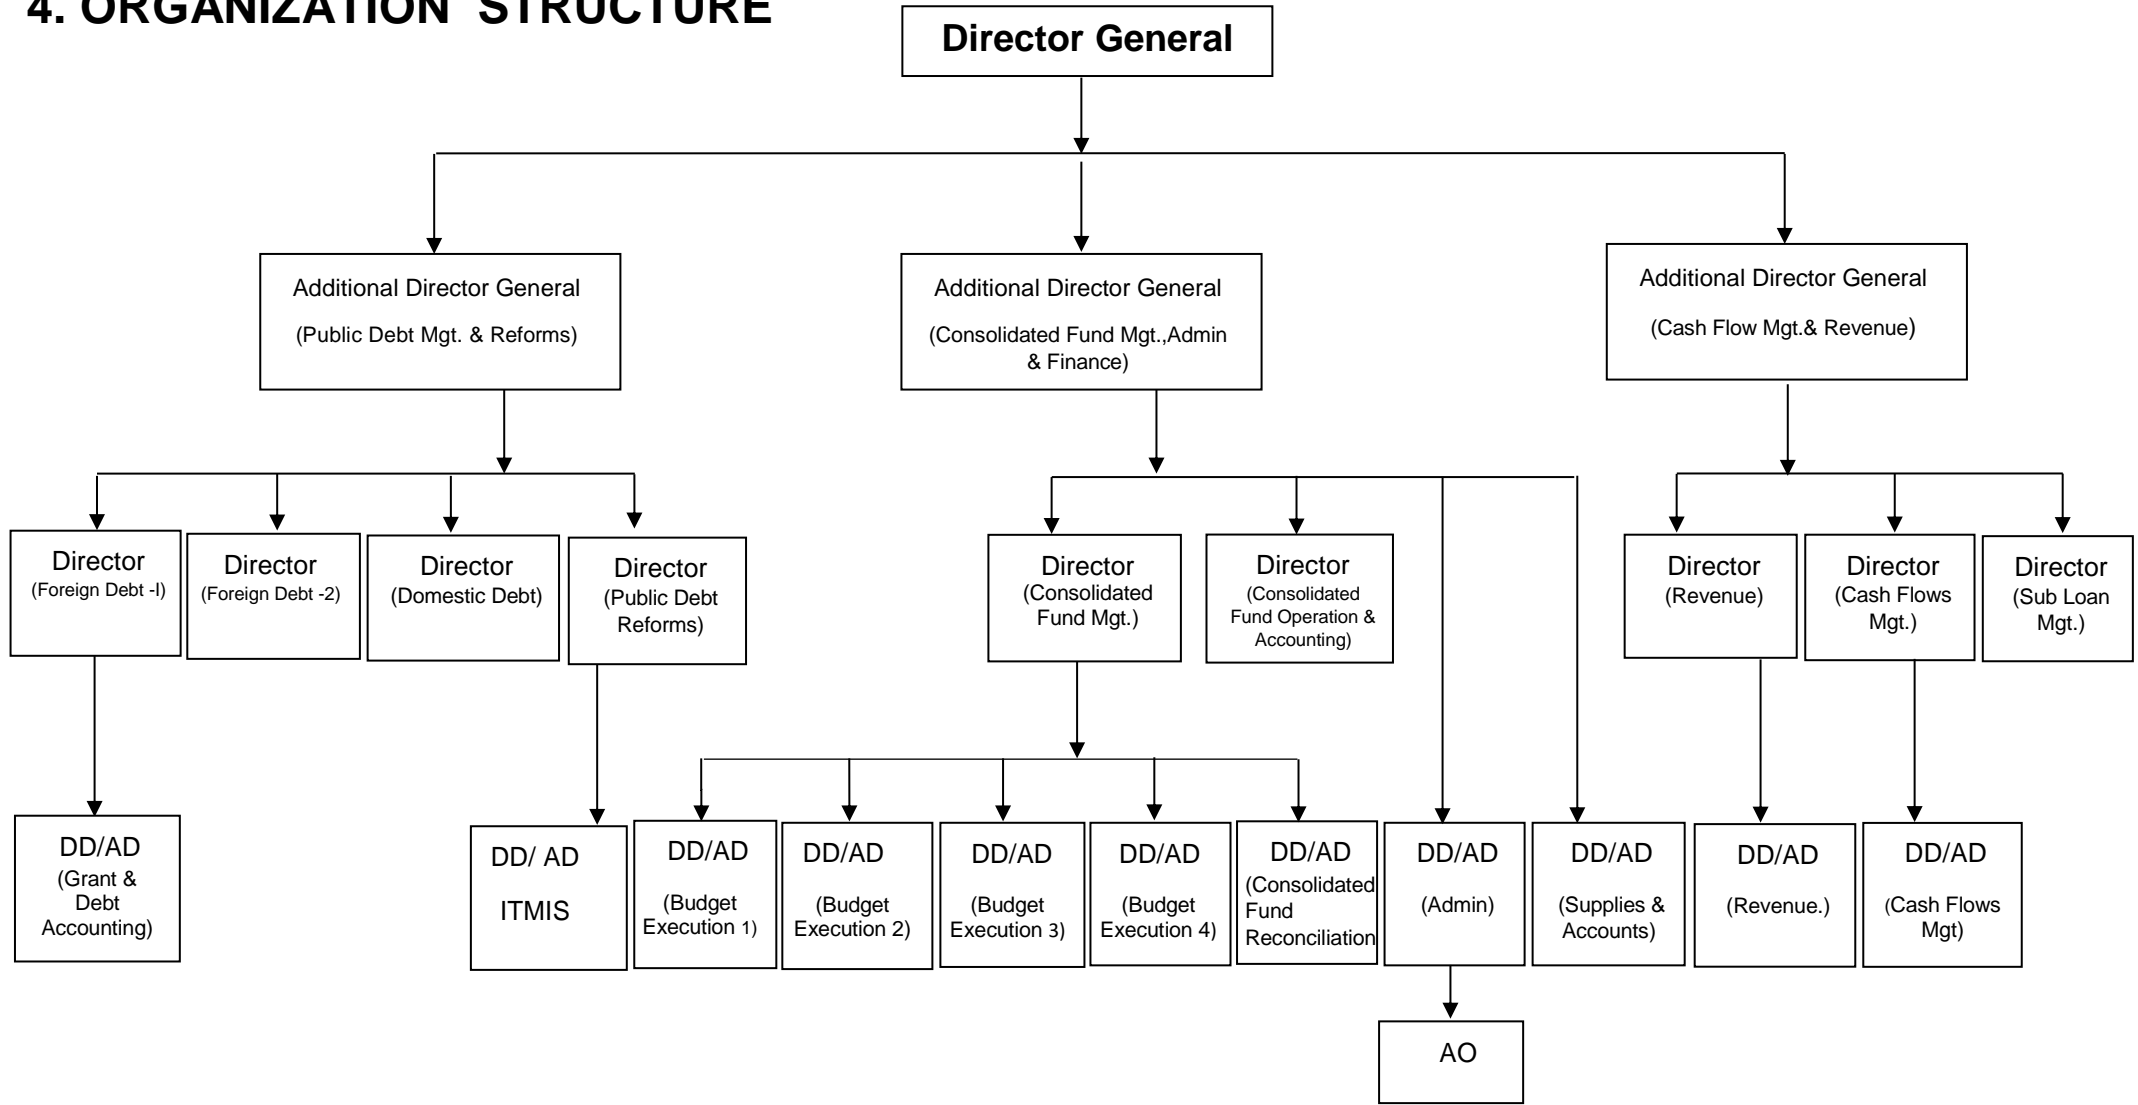 4. ORGANIZATION STRUCTURE
Director General
Additional Director General
(Public Debt Mgt. & Reforms)
Additional Director General
(Consolidated Fund Mgt.,Admin
& Finance)
Additional Director General
(Cash Flow Mgt.& Revenue)
Director
(Foreign Debt -I)
Director
(Foreign Debt -2)
Director
(Domestic Debt)
Director
(Public Debt
Reforms)
Director
(Consolidated
Fund Mgt.)
Director
(Consolidated
Fund Operation &
Accounting)
Director
(Revenue)
Director
(Cash Flows
Mgt.)
Director
(Sub Loan
Mgt.)
DD/AD
(Grant &
Debt
Accounting)
DD/ AD
ITMIS
DD/AD
(Budget
Execution 1)
DD/AD
(Budget
Execution 2)
DD/AD
(Budget
Execution 3)
DD/AD
(Budget
Execution 4)
DD/AD
(Consolidated
Fund
Reconciliation
DD/AD
(Admin)
DD/AD
(Supplies &
Accounts)
DD/AD
(Revenue.)
DD/AD
(Cash Flows
Mgt)
AO